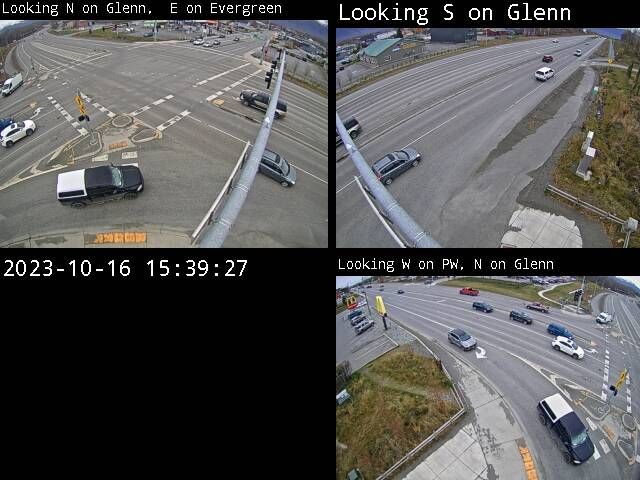 Looking N on Glenn,  E on Evergreen
Looking S on Glenn
2023-10-16 15:39:27
Looking W on PW, N on Glenn